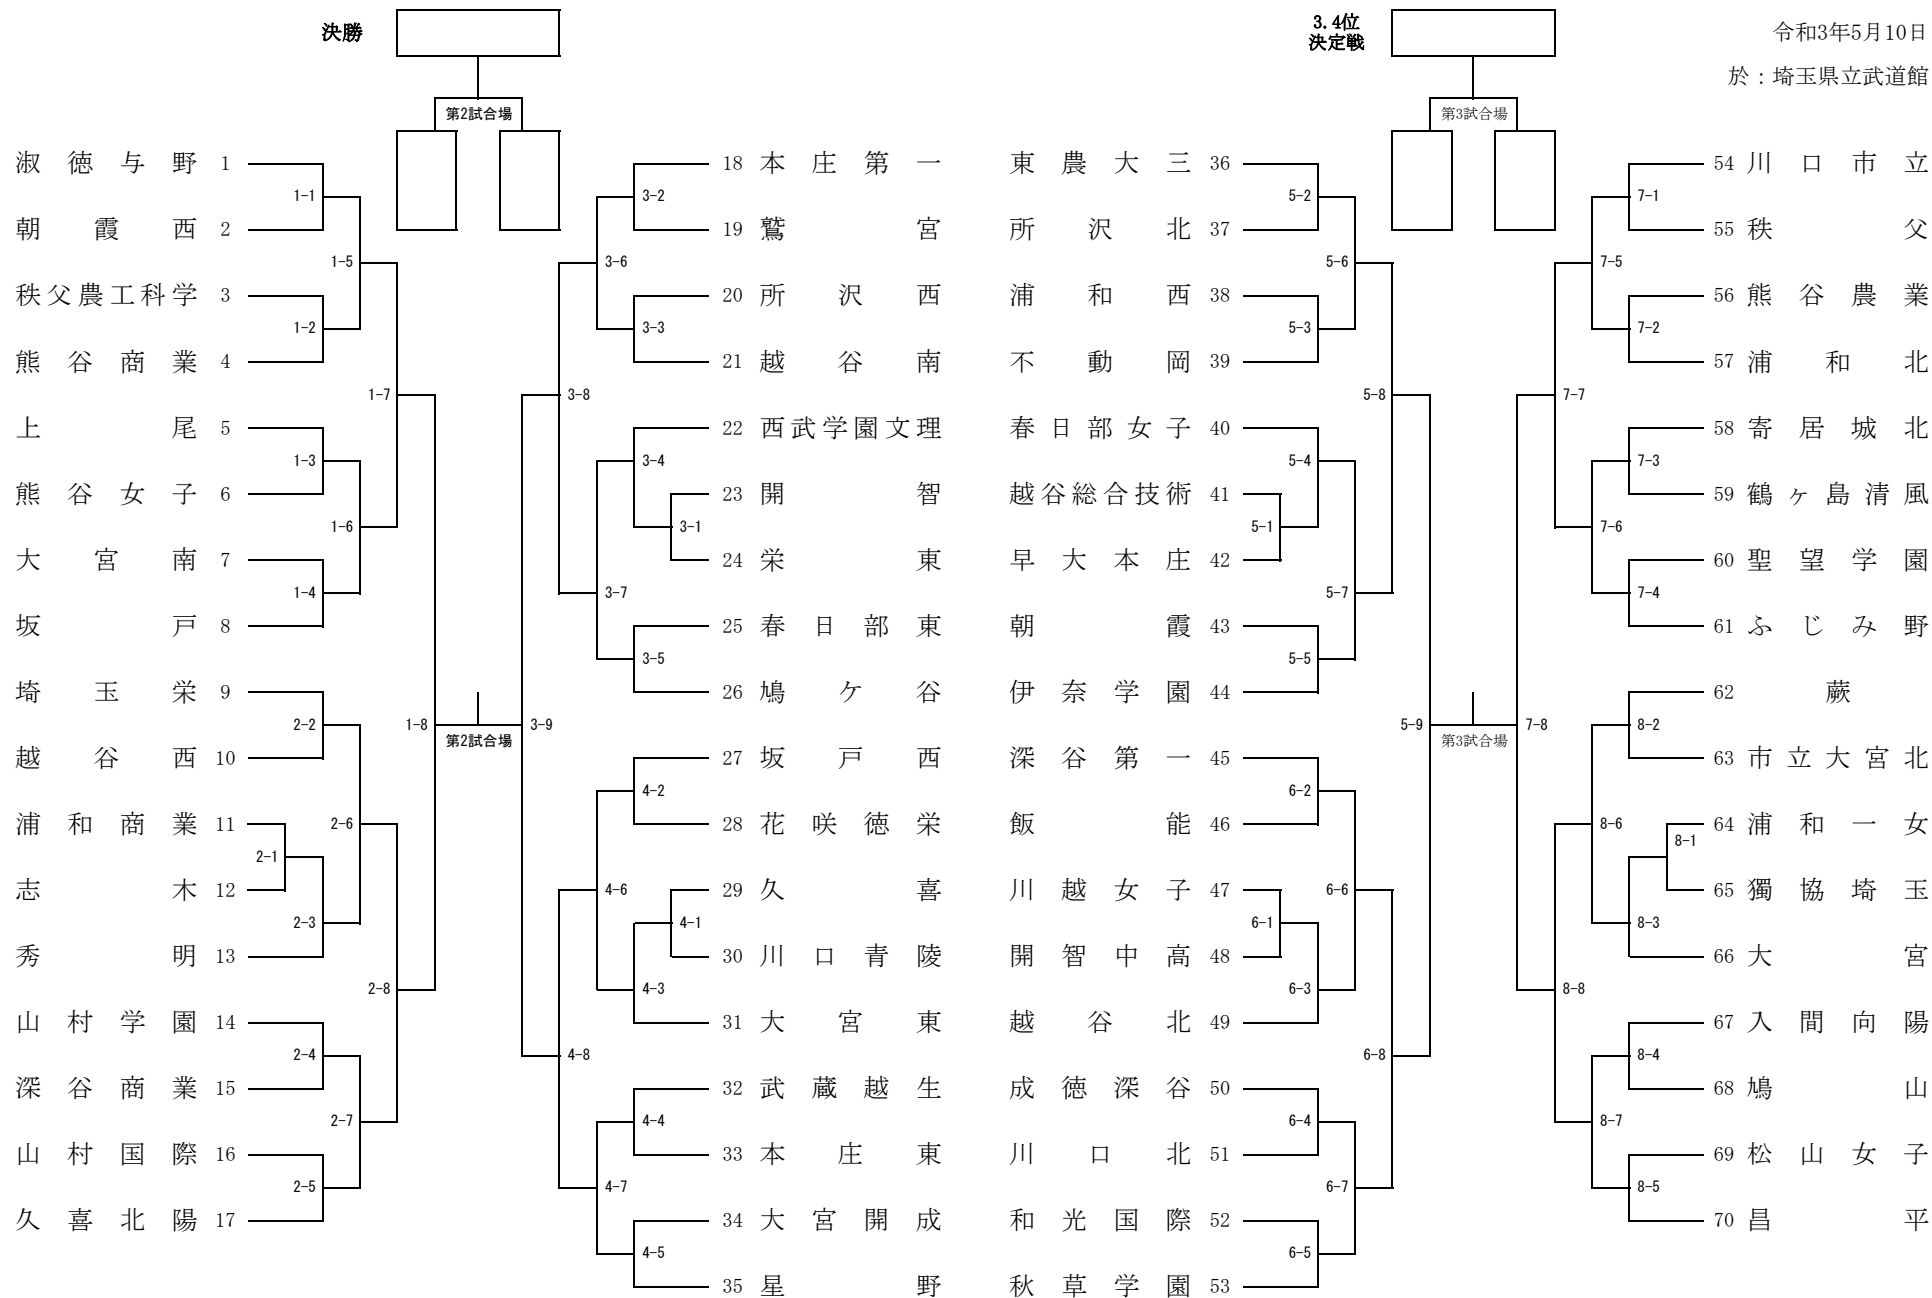 決勝
3.4位
決定戦
令和3年5月10日
於：埼玉県立武道館
第2試合場
第3試合場
淑徳与野 1
朝霞西 2
秩父農工科学 3
熊谷商業 4
上尾 5
熊谷女子 6
大宮南 7
坂戸 8
埼玉栄 9
越谷西 10
浦和商業 11
志木 12
秀明 13
山村学園 14
深谷商業 15
山村国際 16
久喜北陽 17
1-1
1-2
1-3
1-4
1-5
1-6
1-7
1-8
2-1
2-2
2-3
2-4
2-5
2-6
2-7
2-8
第2試合場
18 本庄第一
19 鷲宮
20 所沢西
21 越谷南
22 西武学園文理
23 開智
24 栄東
25 春日部東
26 鳩ケ谷
27 坂戸西
28 花咲徳栄
29 久喜
30 川口青陵
31 大宮東
32 武蔵越生
33 本庄東
34 大宮開成
35 星野
3-1
3-2
3-3
3-4
3-5
3-6
3-7
3-8
3-9
4-1
4-2
4-3
4-4
4-5
4-6
4-7
4-8
東農大三 36
所沢北 37
浦和西 38
不動岡 39
春日部女子 40
越谷総合技術 41
早大本庄 42
朝霞 43
伊奈学園 44
深谷第一 45
飯能 46
川越女子 47
開智中高 48
越谷北 49
成徳深谷 50
川口北 51
和光国際 52
秋草学園 53
5-1
5-2
5-3
5-4
5-5
5-6
5-7
5-8
5-9
6-1
6-2
6-3
6-4
6-5
6-6
6-7
6-8
第3試合場
54 川口市立
55 秩父
56 熊谷農業
57 浦和北
58 寄居城北
59 鶴ヶ島清風
60 聖望学園
61 ふじみ野
62 蕨
63 市立大宮北
64 浦和一女
65 獨協埼玉
66 大宮
67 入間向陽
68 鳩山
69 松山女子
70 昌平
7-1
7-2
7-3
7-4
7-5
7-6
7-7
7-8
8-1
8-2
8-3
8-4
8-5
8-6
8-7
8-8